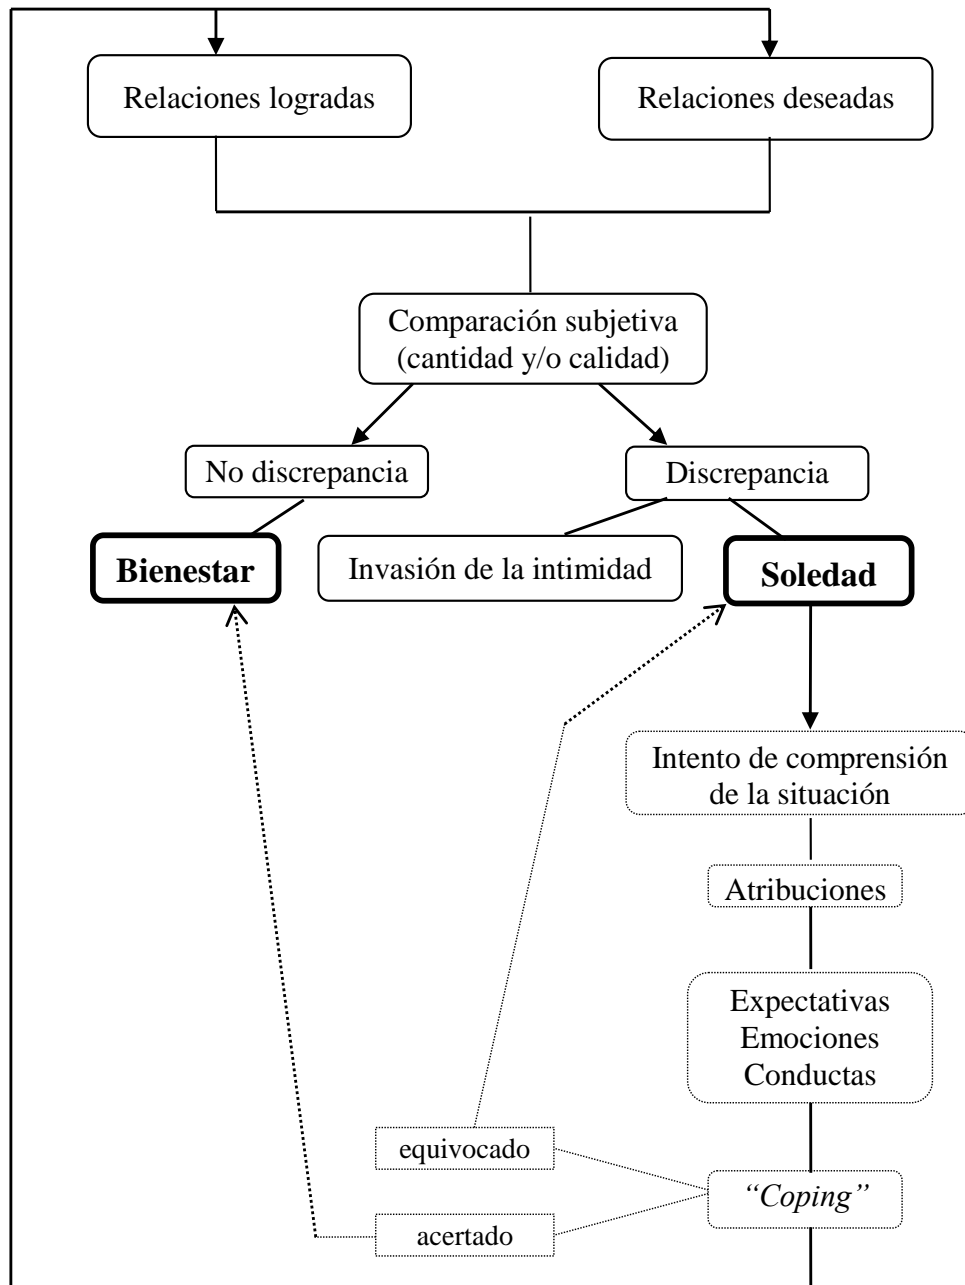 Relaciones logradas
Relaciones deseadas
Comparación subjetiva
(cantidad y/o calidad)
No discrepancia
Discrepancia
Bienestar
Invasión de la intimidad
Soledad
Intento de comprensión
de la situación
Atribuciones
Expectativas
Emociones
Conductas
equivocado
“Coping”
acertado